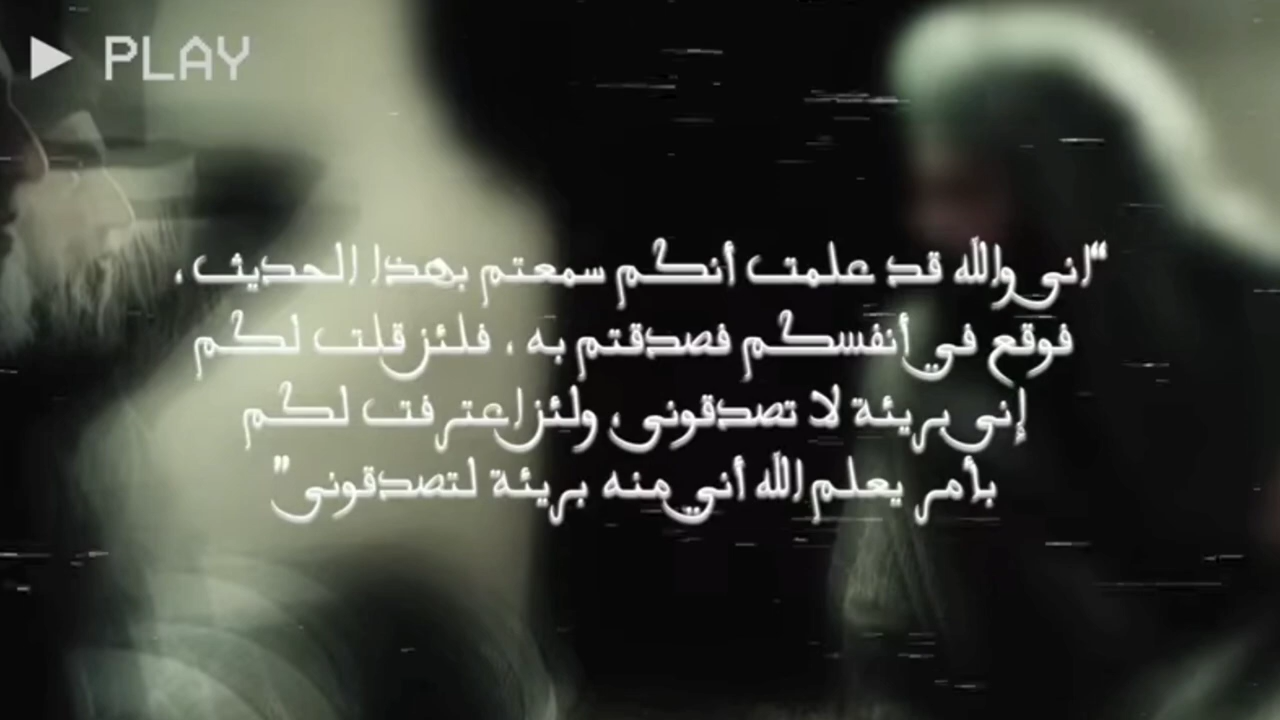 PLAY
“اني والله قد علمت أنكم سمعتم بهذا الحديث ،
فوقع في أنفسكم فصدقتم به ، فلئن قلت لكم
إني بريئة لا تصدقوني، ولئن اعترفت لكم
بأمر يعلم الله أني منه بريئة لتصدقوني”